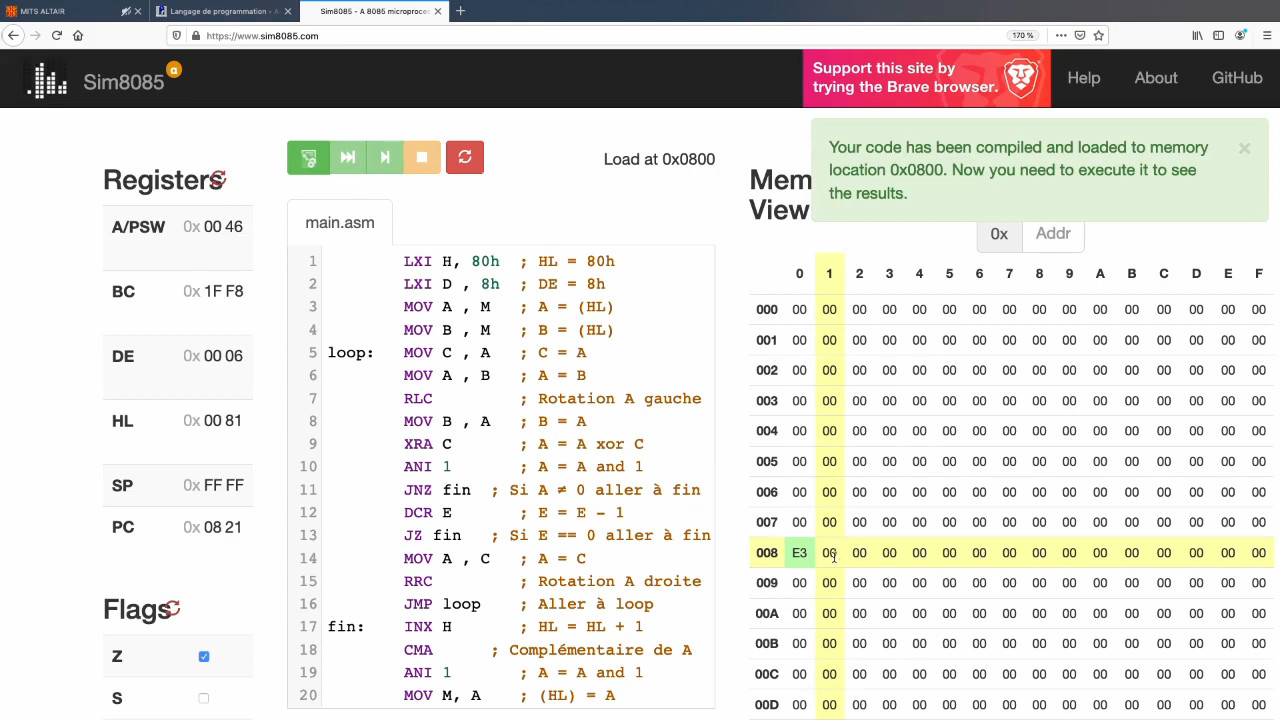 MITS ALTAIR
Langage de programmation - A
Sim8085 - A 8085 microproce
https://www.sim8085.com
170 %
Sim8085
α
Support this site by
trying the Brave browser.
Help
About
GitHub
Your code has been compiled and loaded to memory
location 0x0800. Now you need to execute it to see
the results.
×
Registers
A/PSW 0x 00 46
BC 0x 1F F8
DE 0x 00 06
HL 0x 00 81
SP 0x FF FF
PC 0x 08 21
Flags
Z
S
Load at 0x0800
main.asm
1 LXI H, 80h ; HL = 80h
2 LXI D , 8h ; DE = 8h
3 MOV A , M ; A = (HL)
4 MOV B , M ; B = (HL)
5 loop: MOV C , A ; C = A
6 MOV A , B ; A = B
7 RLC ; Rotation A gauche
8 MOV B , A ; B = A
9 XRA C ; A = A xor C
10 ANI 1 ; A = A and 1
11 JNZ fin ; Si A ≠ 0 aller à fin
12 DCR E ; E = E - 1
13 JZ fin ; Si E == 0 aller à fin
14 MOV A , C ; A = C
15 RRC ; Rotation A droite
16 JMP loop ; Aller à loop
17 fin: INX H ; HL = HL + 1
18 CMA ; Complémentaire de A
19 ANI 1 ; A = A and 1
20 MOV M, A ; (HL) = A
Mem
View
0x Addr
0 1 2 3 4 5 6 7 8 9 A B C D E F
000 00 00 00 00 00 00 00 00 00 00 00 00 00 00 00 00
001 00 00 00 00 00 00 00 00 00 00 00 00 00 00 00 00
002 00 00 00 00 00 00 00 00 00 00 00 00 00 00 00 00
003 00 00 00 00 00 00 00 00 00 00 00 00 00 00 00 00
004 00 00 00 00 00 00 00 00 00 00 00 00 00 00 00 00
005 00 00 00 00 00 00 00 00 00 00 00 00 00 00 00 00
006 00 00 00 00 00 00 00 00 00 00 00 00 00 00 00 00
007 00 00 00 00 00 00 00 00 00 00 00 00 00 00 00 00
008 E3 00 00 00 00 00 00 00 00 00 00 00 00 00 00 00
009 00 00 00 00 00 00 00 00 00 00 00 00 00 00 00 00
00A 00 00 00 00 00 00 00 00 00 00 00 00 00 00 00 00
00B 00 00 00 00 00 00 00 00 00 00 00 00 00 00 00 00
00C 00 00 00 00 00 00 00 00 00 00 00 00 00 00 00 00
00D 00 00 00 00 00 00 00 00 00 00 00 00 00 00 00 00